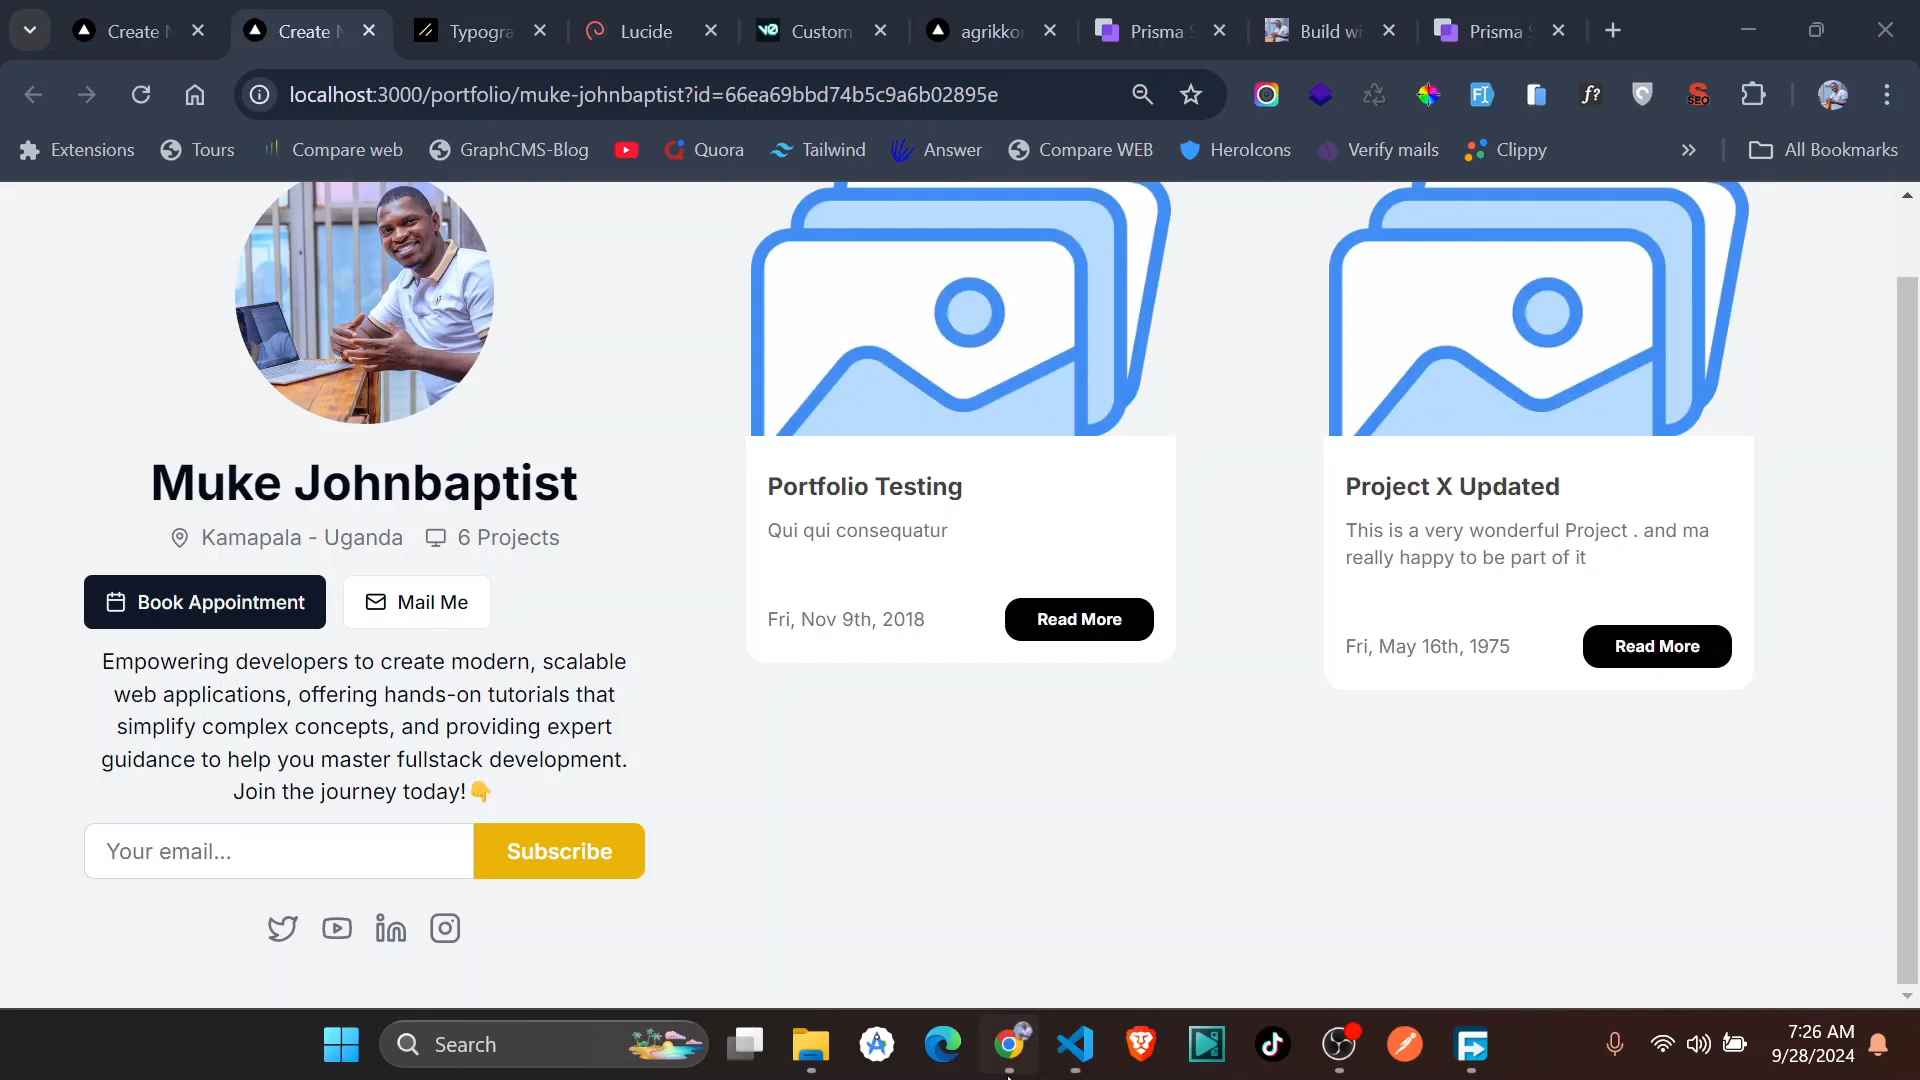 Create N
Create N
Typogra
Lucide
Custom
agrikkon
Prisma S
Build wi
Prisma S
localhost:3000/portfolio/muke-johnbaptist?id=66ea69bbd74b5c9a6b02895e
Extensions
Tours
Compare web
GraphCMS-Blog
Quora
Tailwind
Answer
Compare WEB
HeroIcons
Verify mails
Clippy
All Bookmarks
Muke Johnbaptist
Kamapala - Uganda
6 Projects
Book Appointment
Mail Me
Empowering developers to create modern, scalable
web applications, offering hands-on tutorials that
simplify complex concepts, and providing expert
guidance to help you master fullstack development.
Join the journey today!👇
Your email...
Subscribe
Portfolio Testing
Qui qui consequatur
Fri, Nov 9th, 2018
Read More
Project X Updated
This is a very wonderful Project . and ma
really happy to be part of it
Fri, May 16th, 1975
Read More
Search
7:26 AM
9/28/2024